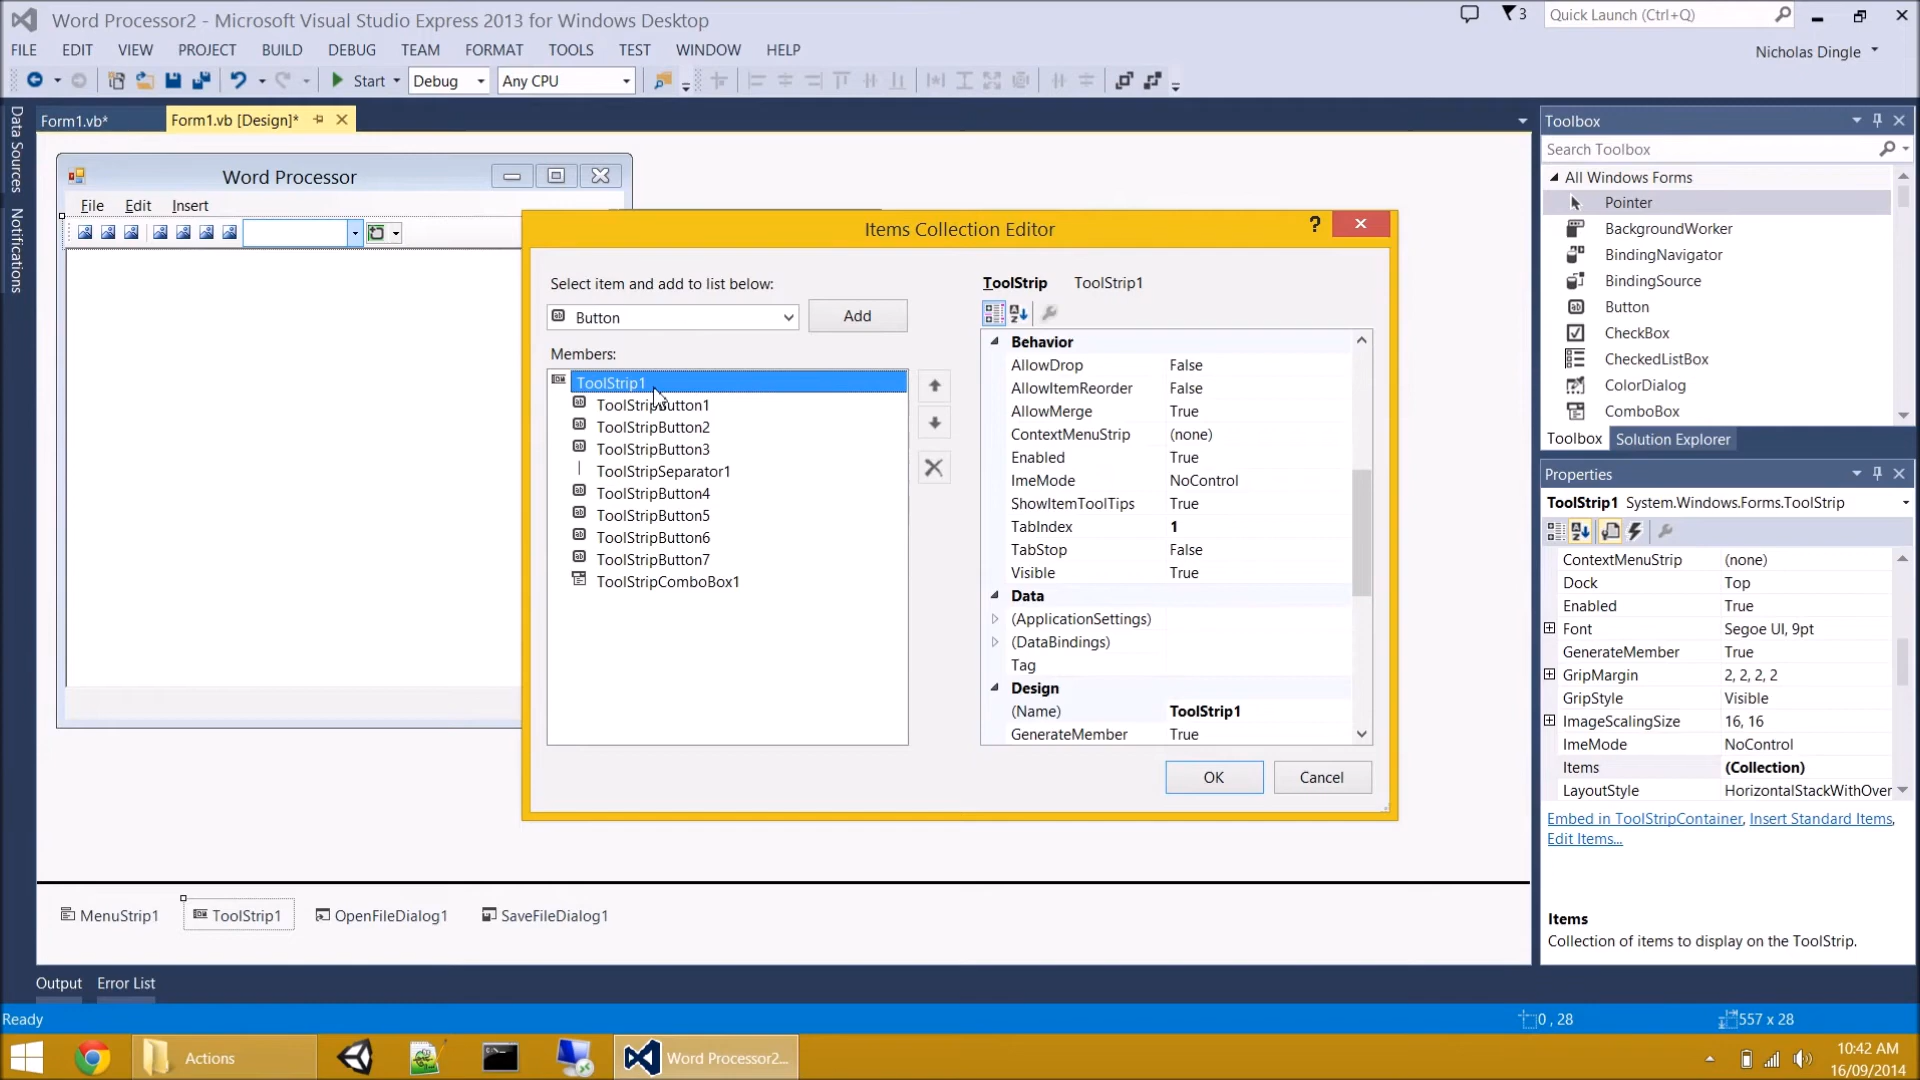 Word Processor2 - Microsoft Visual Studio Express 2013 for Windows Desktop
3
Quick Launch (Ctrl+Q)
FILE EDIT VIEW PROJECT BUILD DEBUG TEAM FORMAT TOOLS TEST WINDOW HELP
Nicholas Dingle
Start Debug Any CPU
Data Sources
Notifications
Form1.vb*
Form1.vb [Design]*
Word Processor
File Edit Insert
Items Collection Editor
?
Select item and add to list below:
Button
Add
Members:
ToolStrip1
ToolStripButton1
ToolStripButton2
ToolStripButton3
ToolStripSeparator1
ToolStripButton4
ToolStripButton5
ToolStripButton6
ToolStripButton7
ToolStripComboBox1
ToolStrip ToolStrip1
Behavior
AllowDrop False
AllowItemReorder False
AllowMerge True
ContextMenuStrip (none)
Enabled True
ImeMode NoControl
ShowItemToolTips True
TabIndex 1
TabStop False
Visible True
Data
(ApplicationSettings)
(DataBindings)
Tag
Design
(Name) ToolStrip1
GenerateMember True
OK Cancel
Toolbox
Search Toolbox
All Windows Forms
Pointer
BackgroundWorker
BindingNavigator
BindingSource
Button
CheckBox
CheckedListBox
ColorDialog
ComboBox
Toolbox Solution Explorer
Properties
ToolStrip1 System.Windows.Forms.ToolStrip
ContextMenuStrip (none)
Dock Top
Enabled True
Font Segoe UI, 9pt
GenerateMember True
GripMargin 2, 2, 2, 2
GripStyle Visible
ImageScalingSize 16, 16
ImeMode NoControl
Items (Collection)
LayoutStyle HorizontalStackWithOver
Embed in ToolStripContainer, Insert Standard Items,
Edit Items...
Items
Collection of items to display on the ToolStrip.
MenuStrip1 ToolStrip1 OpenFileDialog1 SaveFileDialog1
Output Error List
Ready
0 , 28
557 x 28
Actions
Word Processor2...
10:42 AM
16/09/2014